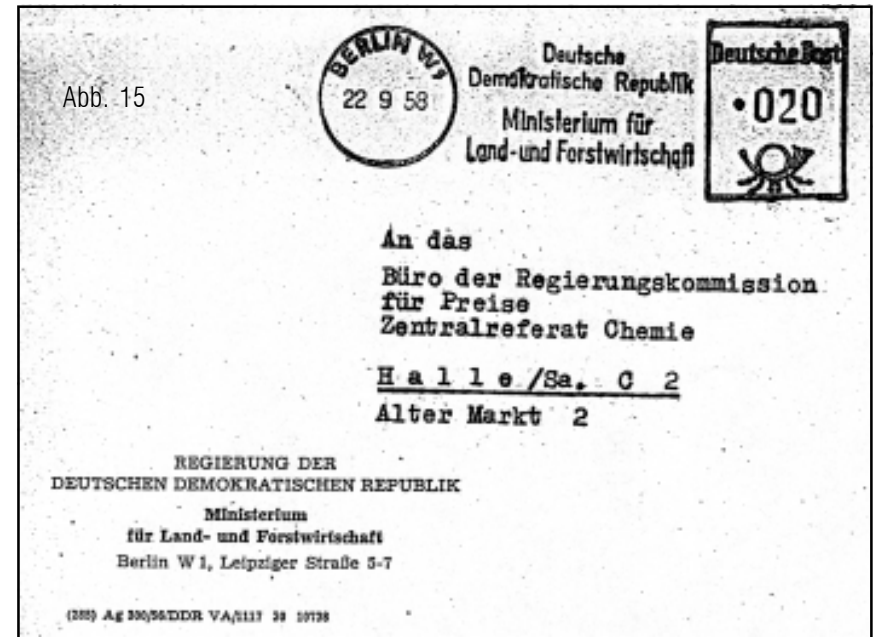 Abb. 15
BERLIN W1
22 9 58
Deutsche
Demokratische Republik
Ministerium für
Land- und Forstwirtschaft
Deutsche Post
020
An das
Büro der Regierungskommission
für Preise
Zentralreferat Chemie
Halle/Sa. C 2
Alter Markt 2
REGIERUNG DER
DEUTSCHEN DEMOKRATISCHEN REPUBLIK
Ministerium
für Land- und Forstwirtschaft
Berlin W 1, Leipziger Straße 5-7
Ag 300/56/DDR